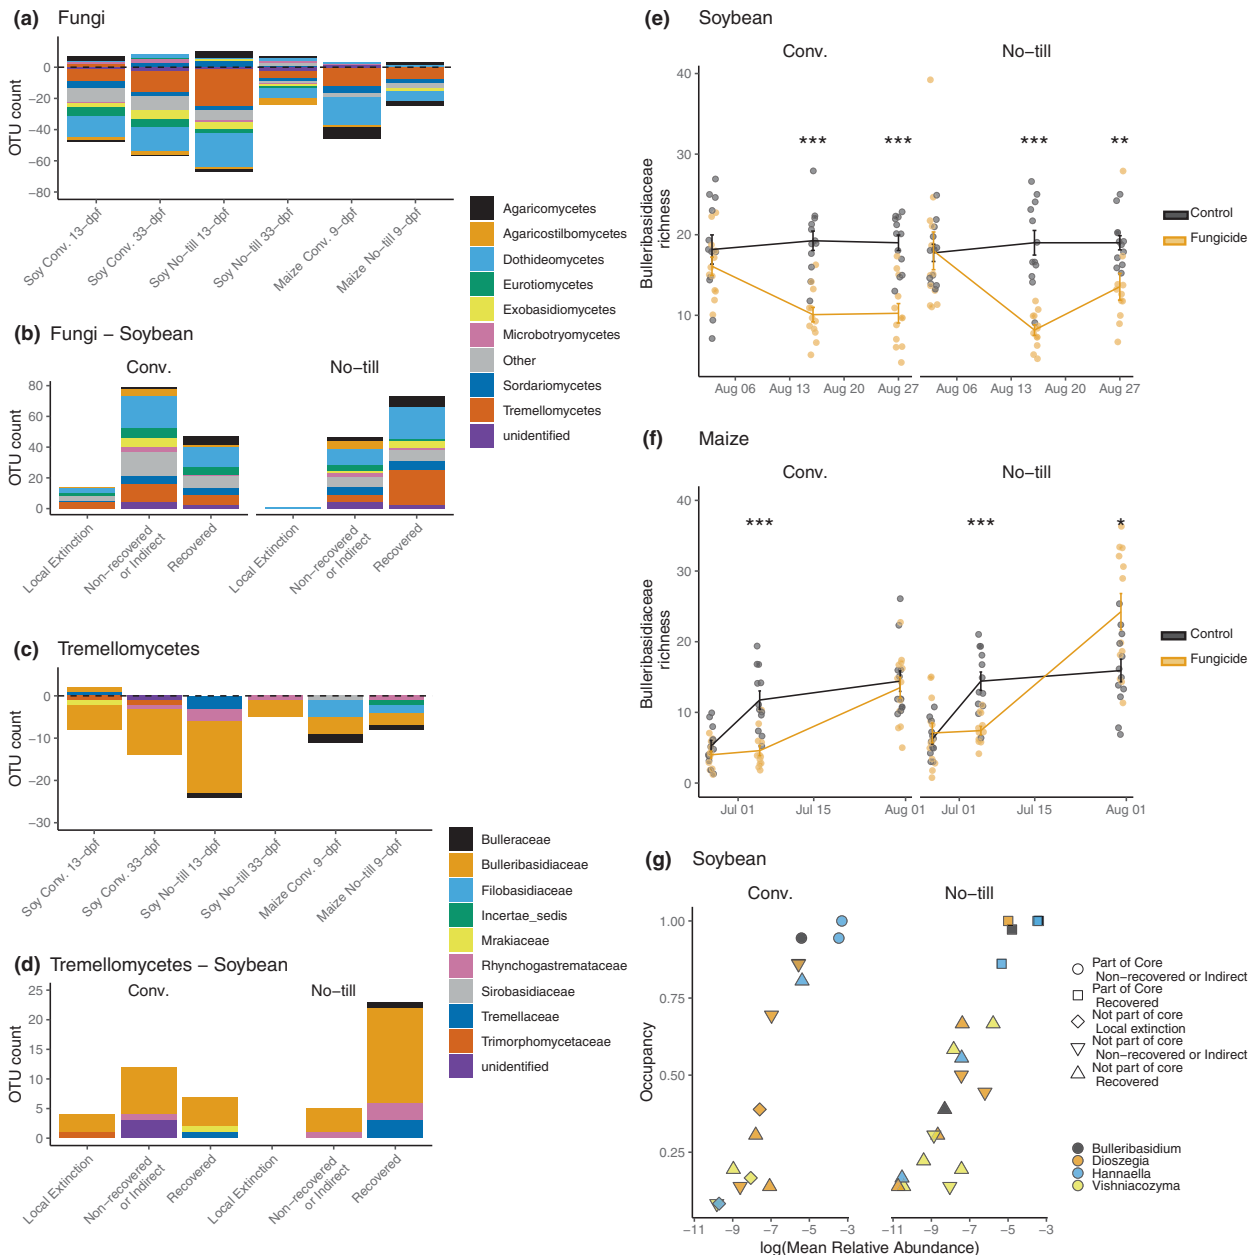 (a) Fungi
OTU count
0
−20
−40
−60
−80
Soy Conv. 13−dpf
Soy Conv. 33−dpf
Soy No−till 13−dpf
Soy No−till 33−dpf
Maize Conv. 9−dpf
Maize No−till 9−dpf
Agaricomycetes
Agaricostilbomycetes
Dothideomycetes
Eurotiomycetes
Exobasidiomycetes
Microbotryomycetes
Other
Sordariomycetes
Tremellomycetes
unidentified
(b) Fungi − Soybean
Conv.
No−till
OTU count
80
60
40
20
0
Local Extinction
Non−recovered
or Indirect
Recovered
Local Extinction
Non−recovered
or Indirect
Recovered
(c) Tremellomycetes
OTU count
0
−10
−20
−30
Soy Conv. 13−dpf
Soy Conv. 33−dpf
Soy No−till 13−dpf
Soy No−till 33−dpf
Maize Conv. 9−dpf
Maize No−till 9−dpf
Bulleraceae
Bulleribasidiaceae
Filobasidiaceae
Incertae_sedis
Mrakiaceae
Rhynchogastremataceae
Sirobasidiaceae
Tremellaceae
Trimorphomycetaceae
unidentified
(d) Tremellomycetes − Soybean
Conv.
No−till
OTU count
25
20
15
10
5
0
Local Extinction
Non−recovered
or Indirect
Recovered
Local Extinction
Non−recovered
or Indirect
Recovered
(e) Soybean
Conv.
No−till
Bulleribasidiaceae
richness
40
30
20
10
*** *** *** **
Aug 06 Aug 13 Aug 20 Aug 27 Aug 06 Aug 13 Aug 20 Aug 27
Control
Fungicide
(f) Maize
Conv.
No−till
Bulleribasidiaceae
richness
40
30
20
10
0
*** *** *
Jul 01 Jul 15 Aug 01 Jul 01 Jul 15 Aug 01
Control
Fungicide
(g) Soybean
Conv.
No−till
Occupancy
1.00
0.75
0.50
0.25
−11 −9 −7 −5 −3 −11 −9 −7 −5 −3
log(Mean Relative Abundance)
Part of Core
Non−recovered or Indirect
Part of Core
Recovered
Not part of core
Local extinction
Not part of core
Non−recovered or Indirect
Not part of core
Recovered
Bulleribasidium
Dioszegia
Hannaella
Vishniacozyma